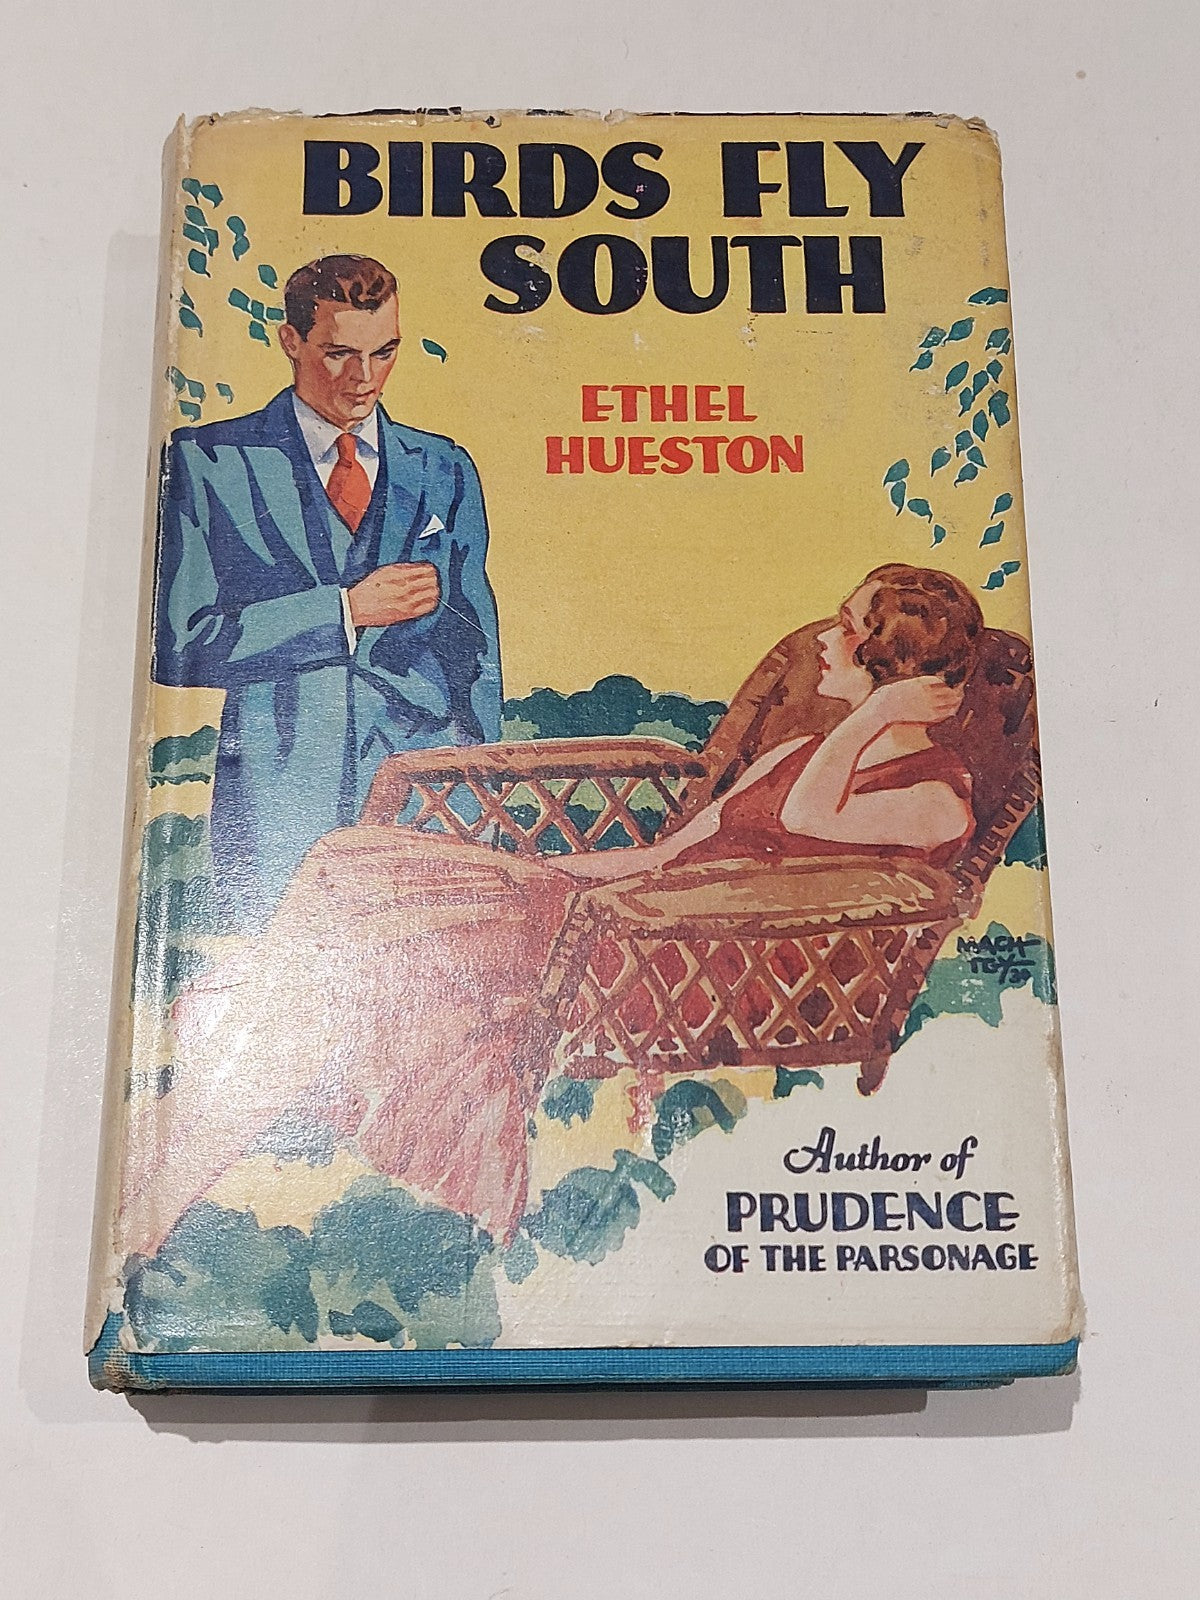 BIRDS FLY
SOUTH
ETHEL
HUESTON
Author of
PRUDENCE
OF THE PARSONAGE